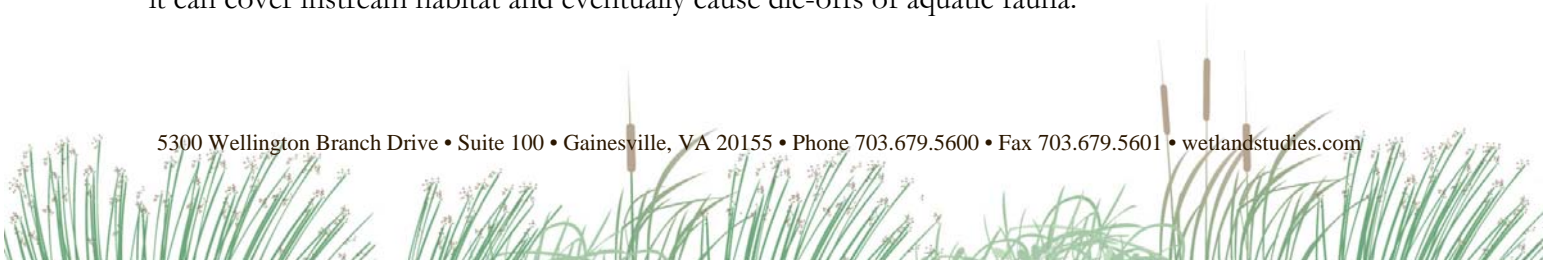 it can cover instream habitat and eventually cause die-offs of aquatic fauna.
5300 Wellington Branch Drive • Suite 100 • Gainesville, VA 20155 • Phone 703.679.5600 • Fax 703.679.5601 • wetlandstudies.com